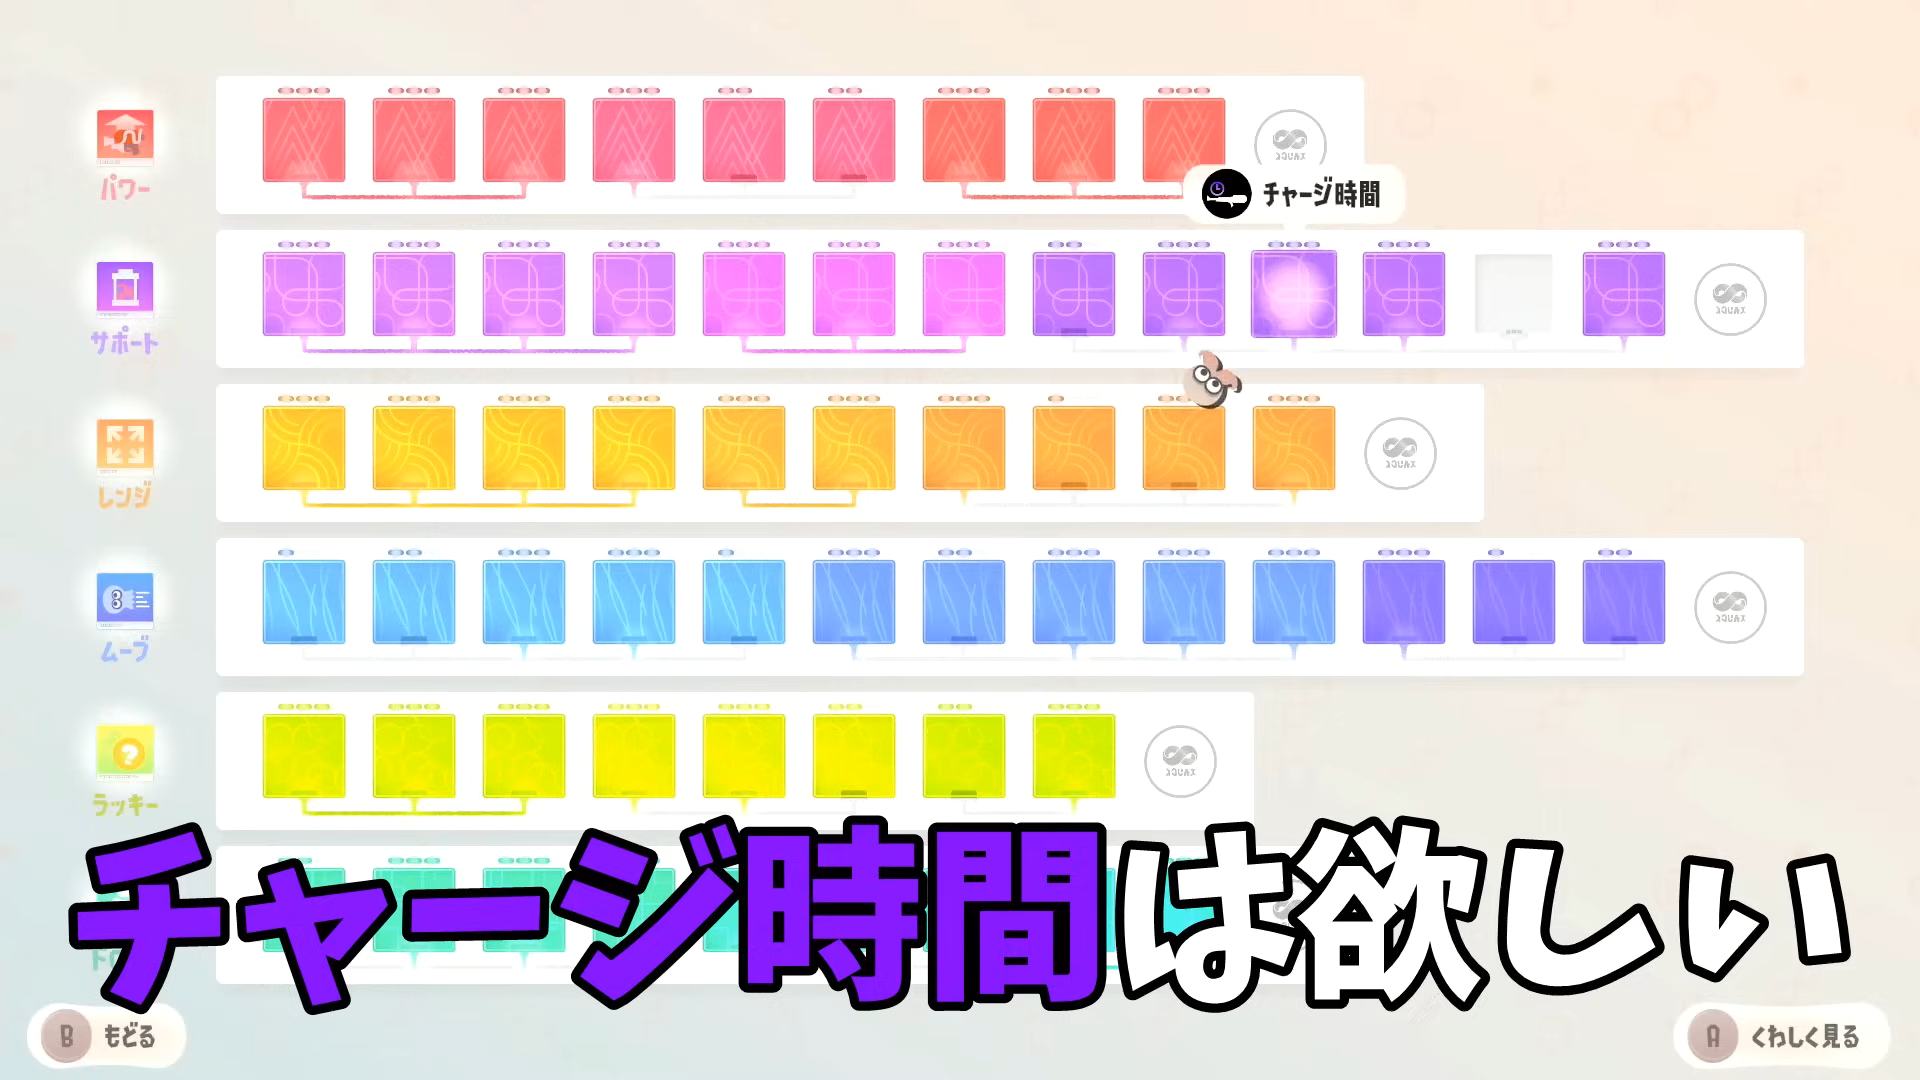 パワー
チャージ時間
サポート
レンジ
ムーブ
ラッキー
チャージ時間は欲しい
B もどる
A くわしく見る